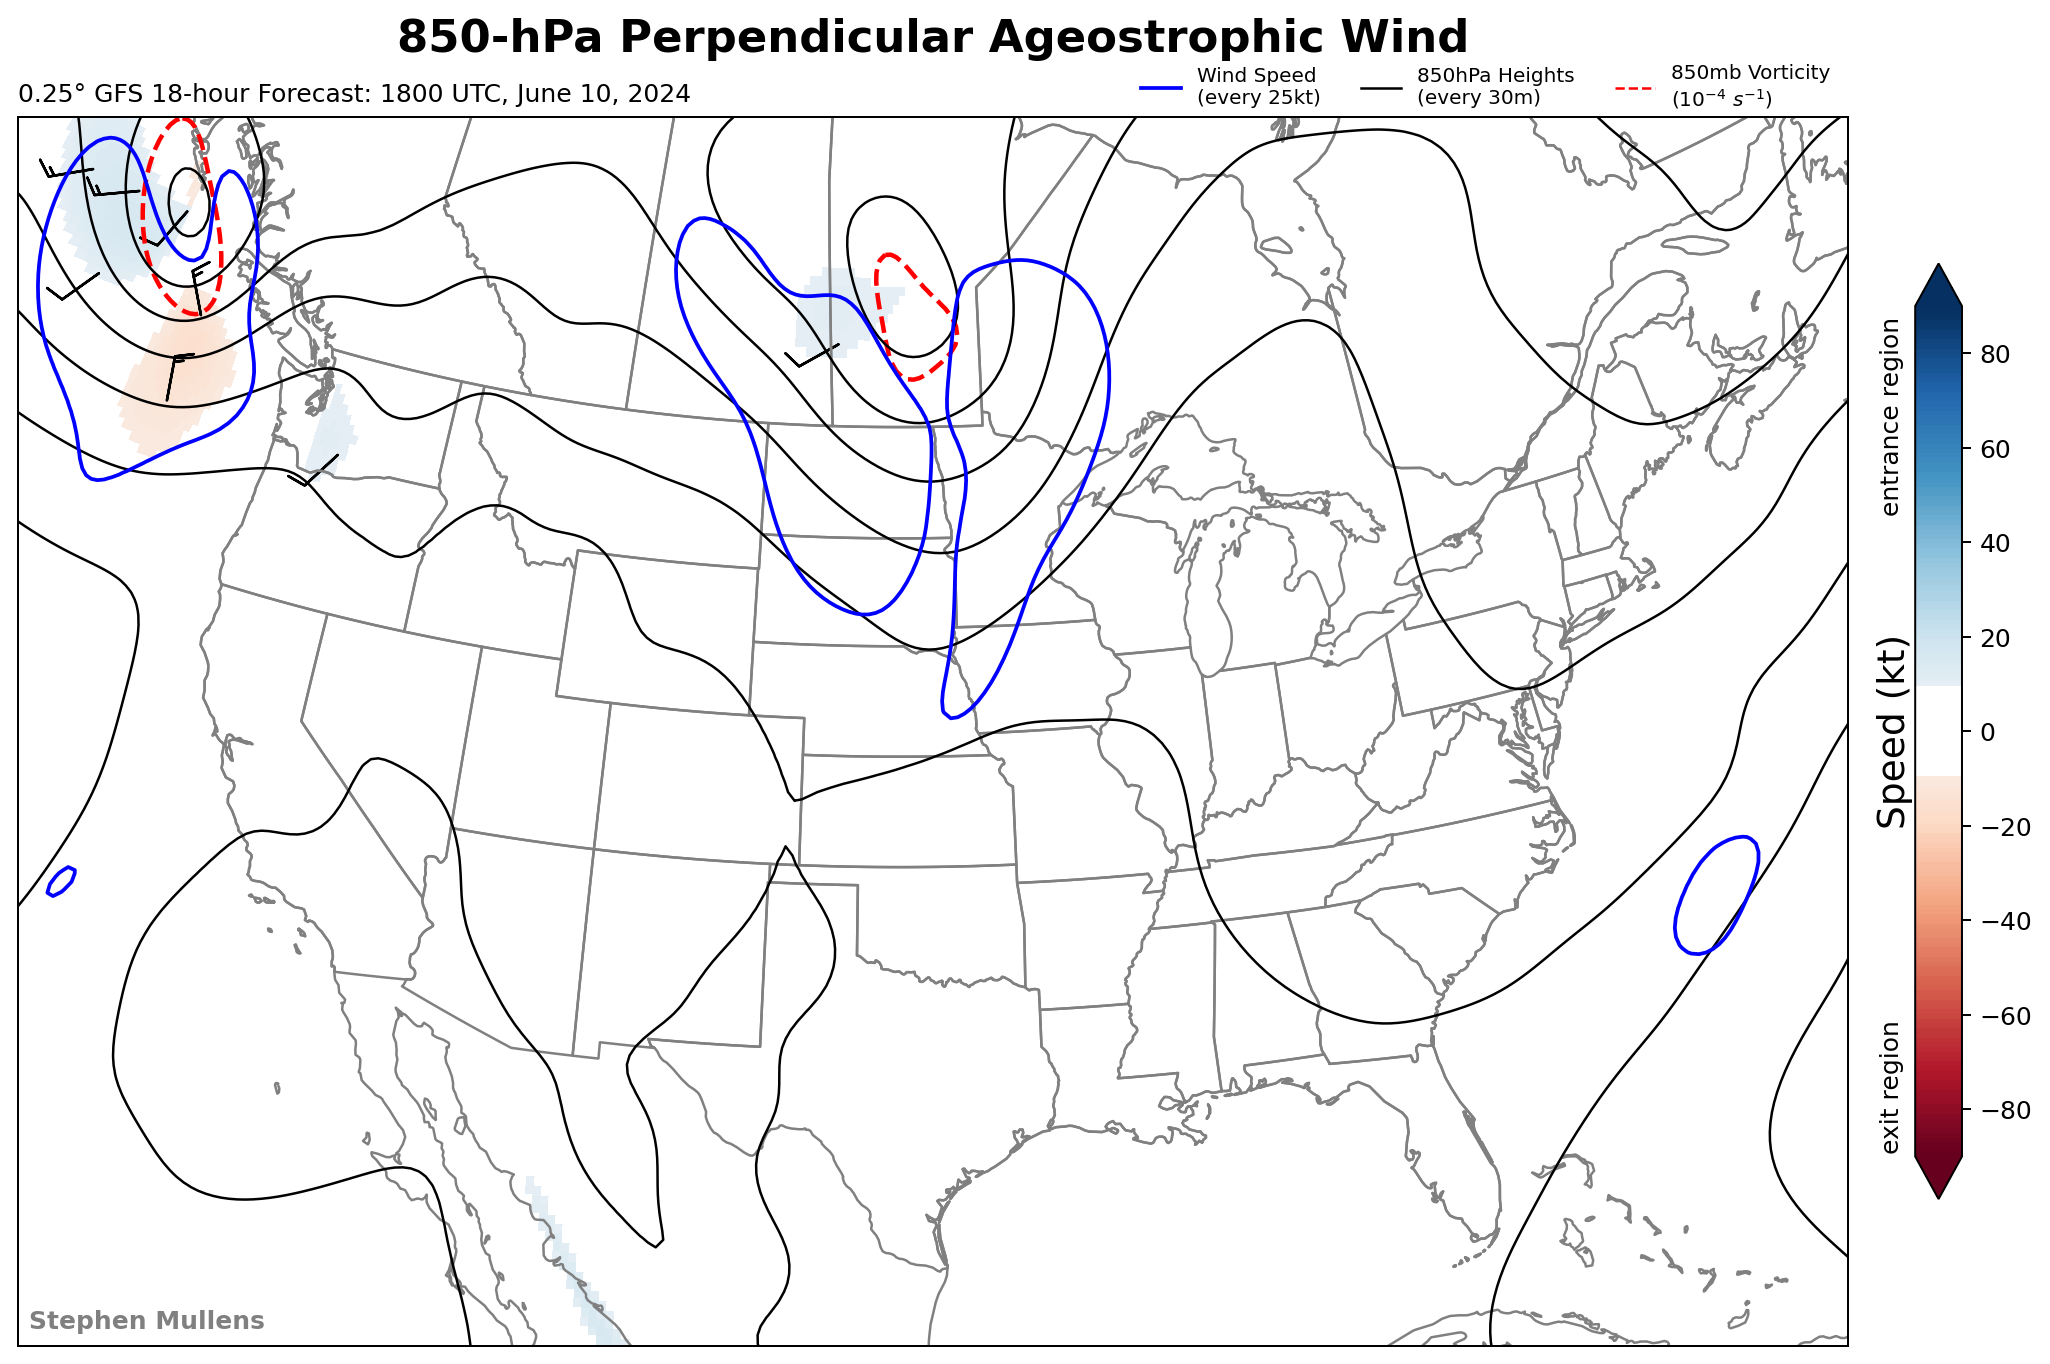 850-hPa Perpendicular Ageostrophic Wind
0.25° GFS 18-hour Forecast: 1800 UTC, June 10, 2024
Wind Speed
(every 25kt)
850hPa Heights
(every 30m)
850mb Vorticity
(10⁻⁴ s⁻¹)
entrance region
Speed (kt)
exit region
80
60
40
20
0
−20
−40
−60
−80
Stephen Mullens